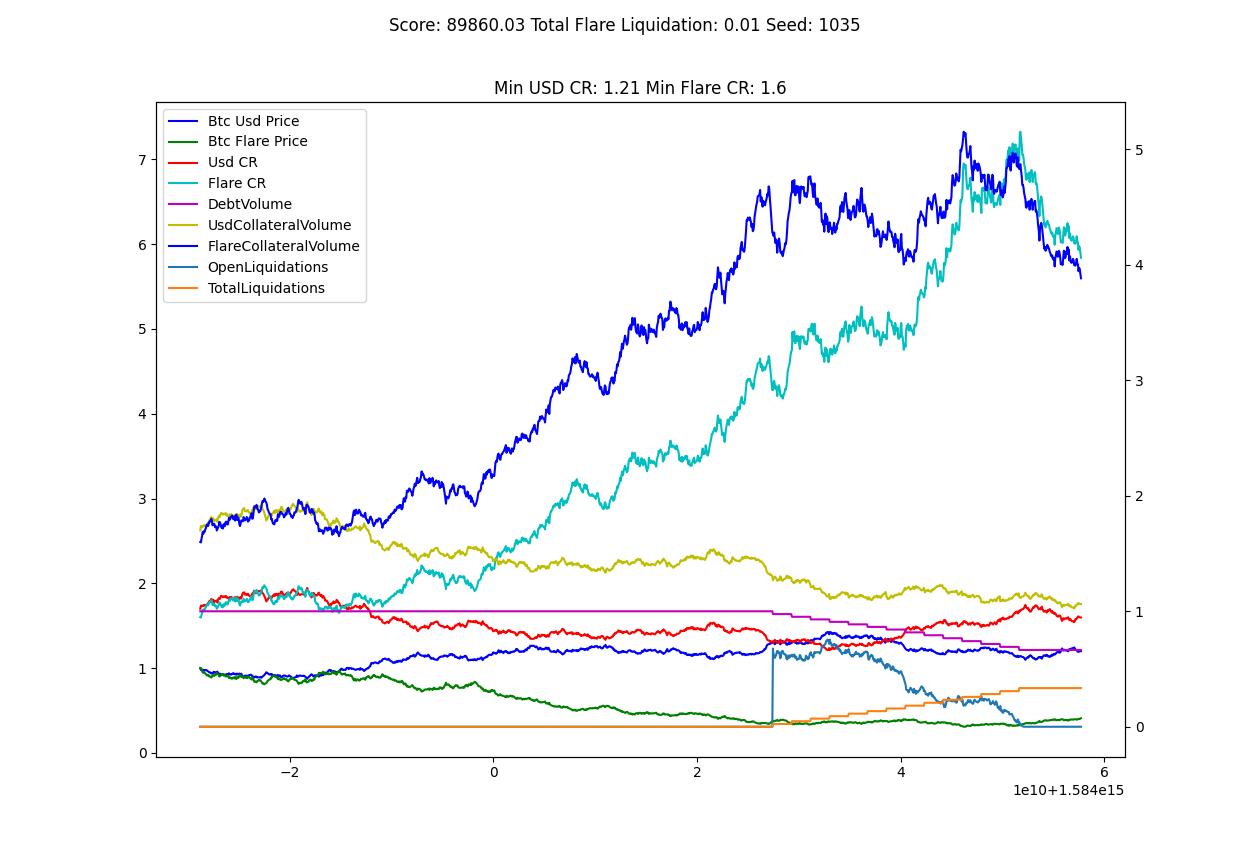 Score: 89860.03 Total Flare Liquidation: 0.01 Seed: 1035
Min USD CR: 1.21 Min Flare CR: 1.6
Btc Usd Price
Btc Flare Price
Usd CR
Flare CR
DebtVolume
UsdCollateralVolume
FlareCollateralVolume
OpenLiquidations
TotalLiquidations
7
6
5
4
3
2
1
0
5
4
3
2
1
0
−2
0
2
4
6
1e10+1.584e15